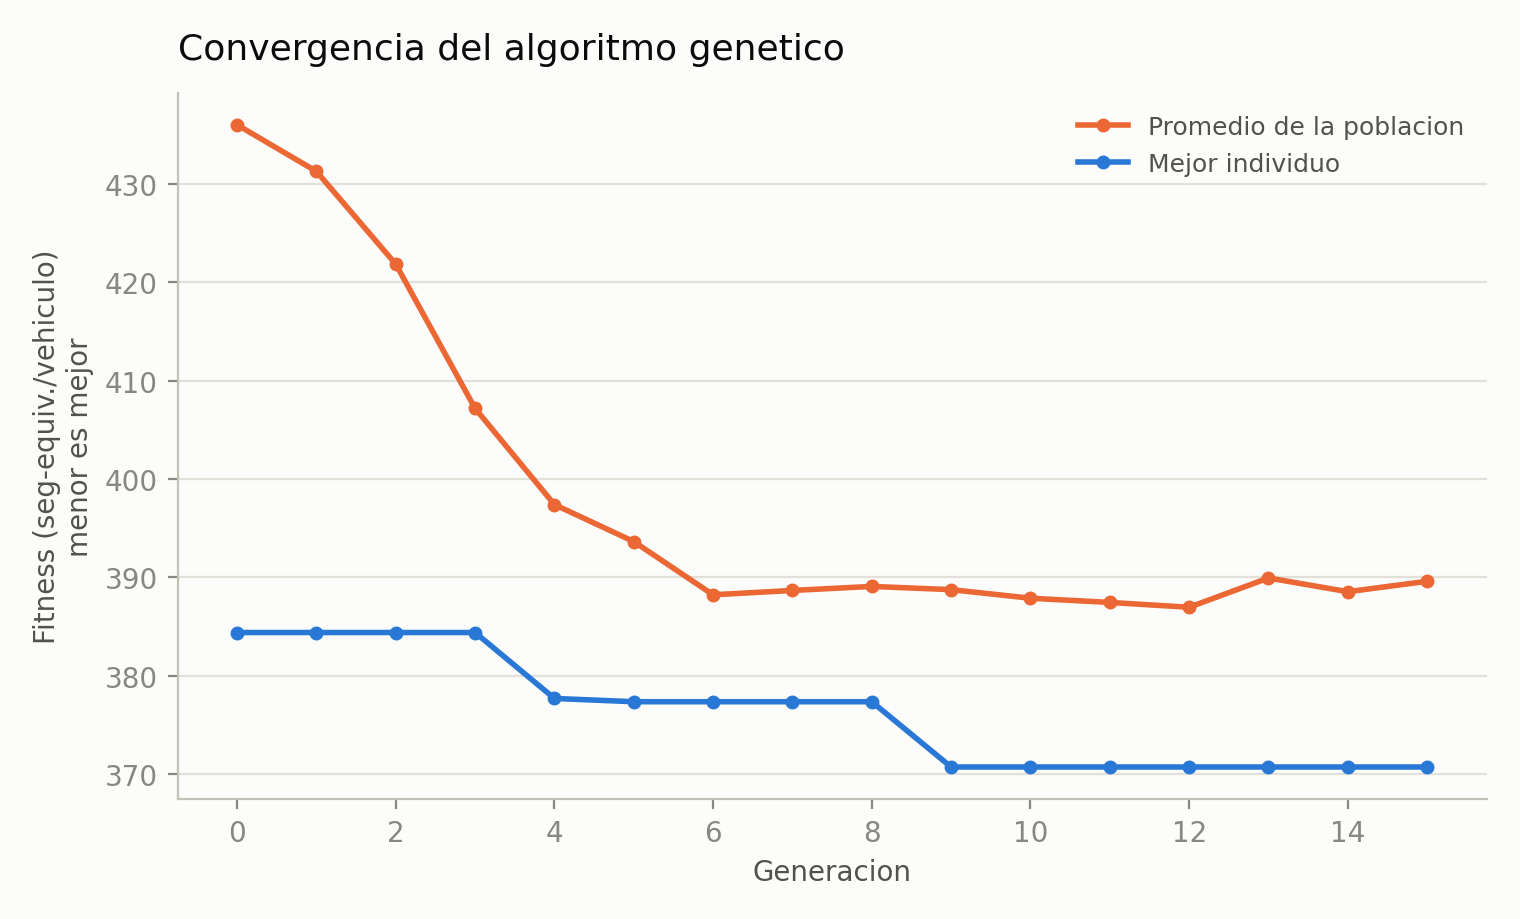 Convergencia del algoritmo genetico
Promedio de la poblacion
Mejor individuo
Fitness (seg-equiv./vehiculo)
menor es mejor
430
420
410
400
390
380
370
0 2 4 6 8 10 12 14
Generacion